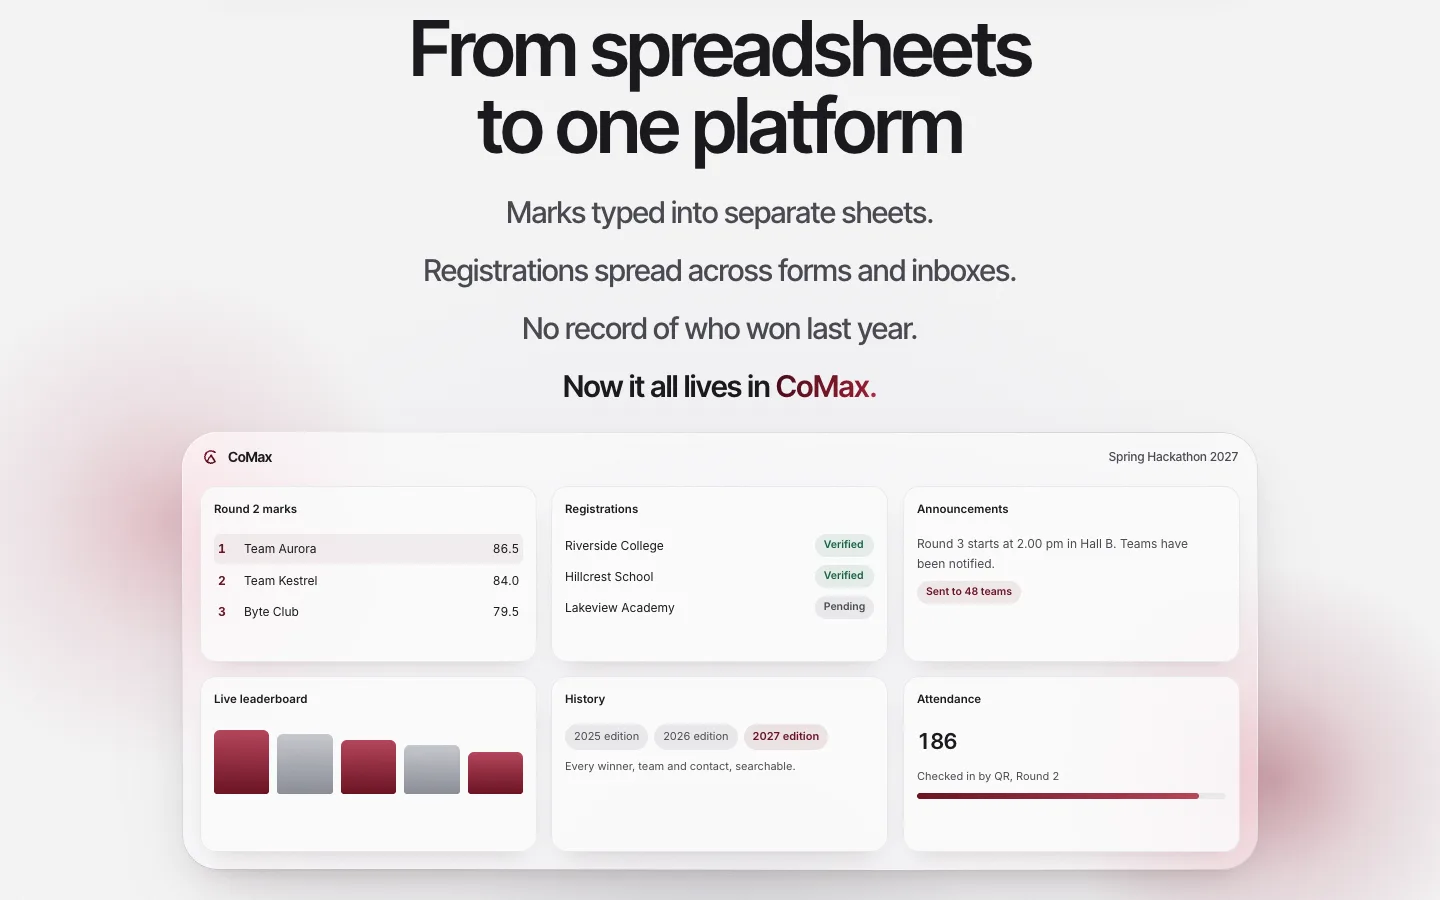 From spreadsheets
to one platform
Marks typed into separate sheets.
Registrations spread across forms and inboxes.
No record of who won last year.
Now it all lives in CoMax.
CoMax
Spring Hackathon 2027
Round 2 marks
1 Team Aurora 86.5
2 Team Kestrel 84.0
3 Byte Club 79.5
Registrations
Riverside College Verified
Hillcrest School Verified
Lakeview Academy Pending
Announcements
Round 3 starts at 2.00 pm in Hall B. Teams have
been notified.
Sent to 48 teams
Live leaderboard
History
2025 edition 2026 edition 2027 edition
Every winner, team and contact, searchable.
Attendance
186
Checked in by QR, Round 2